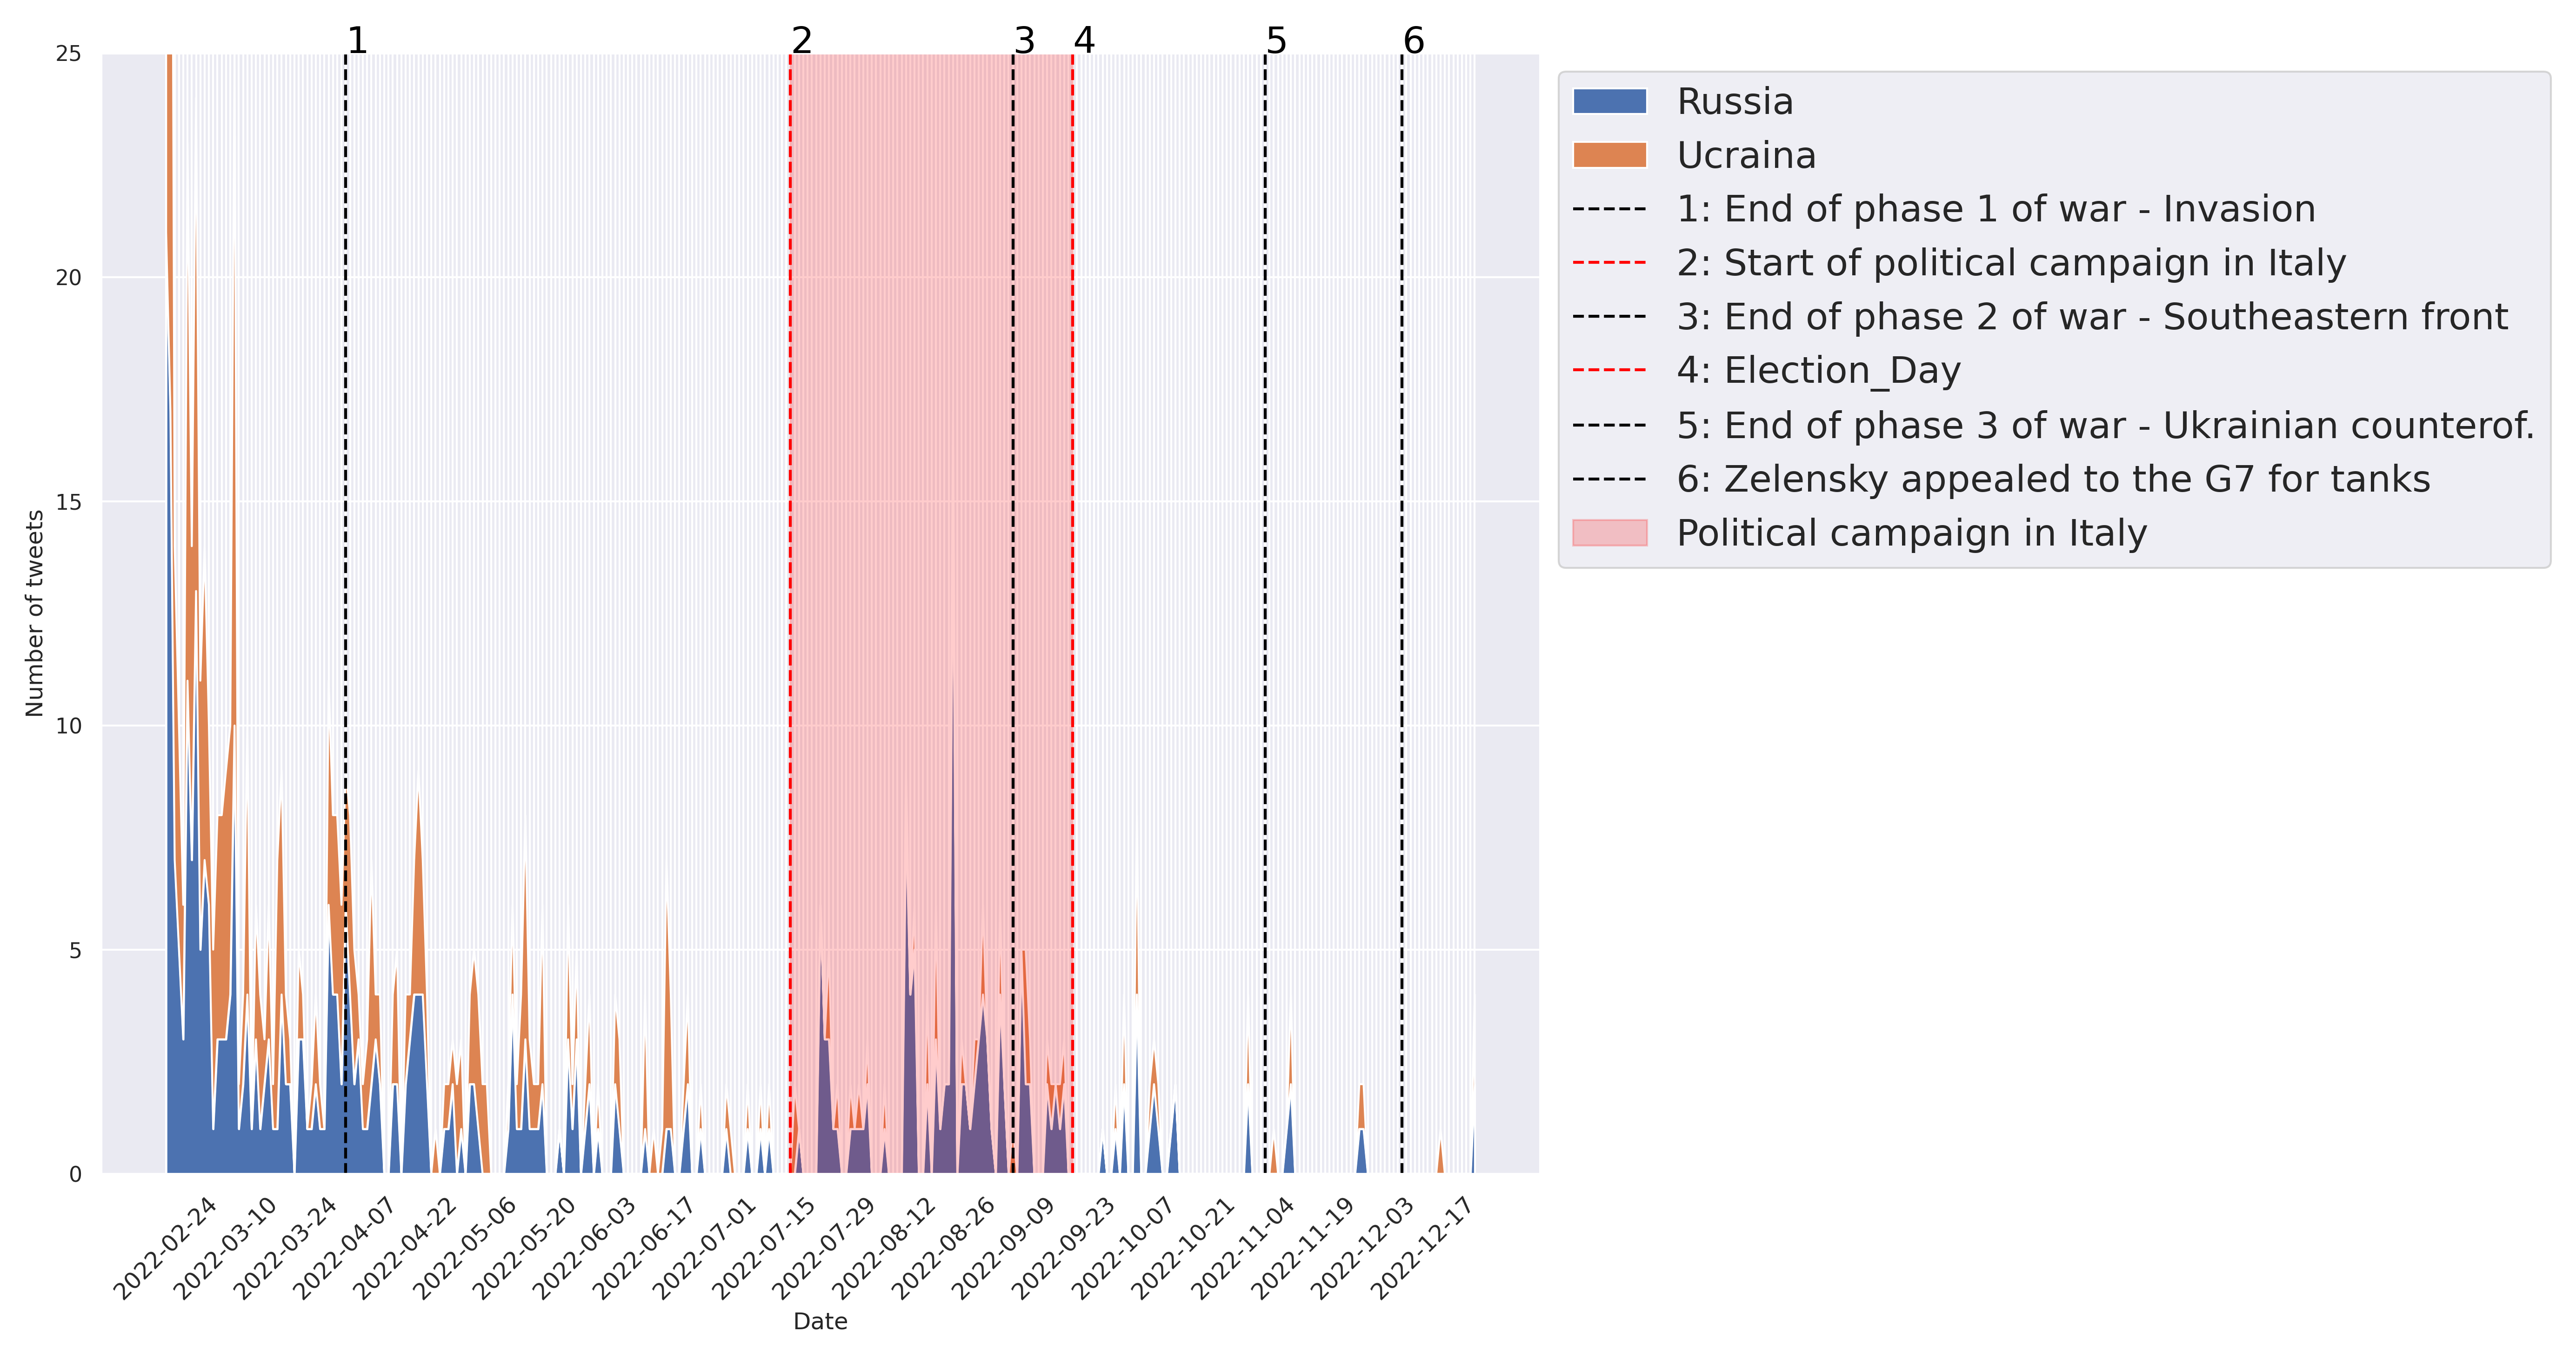 1 2 3 4 5 6
25
20
15
10
5
0
Number of tweets
2022-02-24
2022-03-10
2022-03-24
2022-04-07
2022-04-22
2022-05-06
2022-05-20
2022-06-03
2022-06-17
2022-07-01
2022-07-15
2022-07-29
2022-08-12
2022-08-26
2022-09-09
2022-09-23
2022-10-07
2022-10-21
2022-11-04
2022-11-19
2022-12-03
2022-12-17
Date
Russia
Ucraina
1: End of phase 1 of war - Invasion
2: Start of political campaign in Italy
3: End of phase 2 of war - Southeastern front
4: Election_Day
5: End of phase 3 of war - Ukrainian counterof.
6: Zelensky appealed to the G7 for tanks
Political campaign in Italy